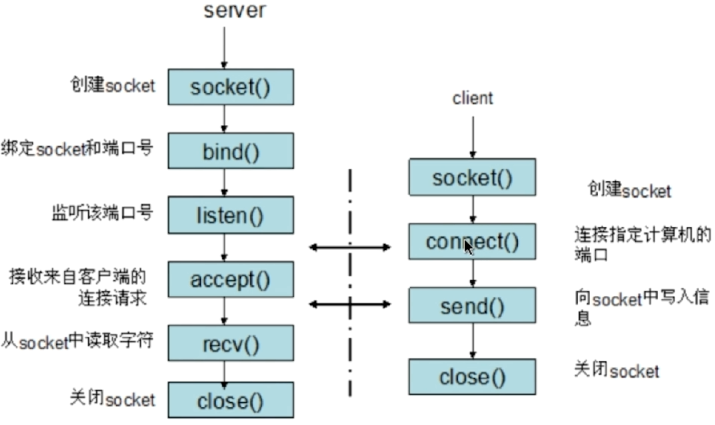 server
创建socket
socket()
绑定socket和端口号
bind()
监听该端口号
listen()
接收来自客户端的
连接请求
accept()
从socket中读取字符
recv()
关闭socket
close()
client
socket()
创建socket
connect()
连接指定计算机的
端口
send()
向socket中写入信
息
close()
关闭socket